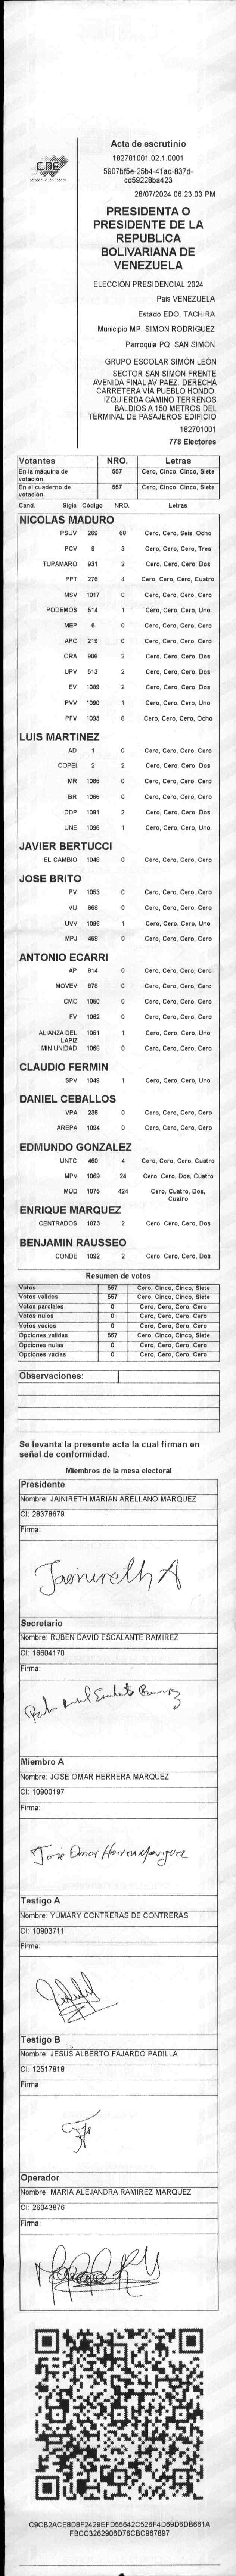 CNE
Acta de escrutinio
182701001.02.1.0001
5907bf5e-25b4-41ad-837d-
cd59228ba423
28/07/2024 06:23:03 PM
PRESIDENTA O
PRESIDENTE DE LA
REPUBLICA
BOLIVARIANA DE
VENEZUELA
ELECCIÓN PRESIDENCIAL 2024
Pais VENEZUELA
Estado EDO. TACHIRA
Municipio MP. SIMON RODRIGUEZ
Parroquia PQ. SAN SIMON
GRUPO ESCOLAR SIMÓN LEÓN
SECTOR SAN SIMON FRENTE
AVENIDA FINAL AV PAEZ. DERECHA
CARRETERA VÍA PUEBLO HONDO.
IZQUIERDA CAMINO TERRENOS
BALDIOS A 150 METROS DEL
TERMINAL DE PASAJEROS EDIFICIO
182701001
778 Electores
Votantes NRO. Letras
En la máquina de votación 557 Cero, Cinco, Cinco, Siete
En el cuaderno de votación 557 Cero, Cinco, Cinco, Siete
Cand. Sigla Código NRO. Letras
NICOLAS MADURO
PSUV 269 68 Cero, Cero, Seis, Ocho
PCV 9 3 Cero, Cero, Cero, Tres
TUPAMARO 931 2 Cero, Cero, Cero, Dos
PPT 276 4 Cero, Cero, Cero, Cuatro
MSV 1017 0 Cero, Cero, Cero, Cero
PODEMOS 514 1 Cero, Cero, Cero, Uno
MEP 6 0 Cero, Cero, Cero, Cero
APC 219 0 Cero, Cero, Cero, Cero
ORA 906 2 Cero, Cero, Cero, Dos
UPV 513 2 Cero, Cero, Cero, Dos
EV 1089 2 Cero, Cero, Cero, Dos
PVV 1090 1 Cero, Cero, Cero, Uno
PFV 1093 8 Cero, Cero, Cero, Ocho
LUIS MARTINEZ
AD 1 0 Cero, Cero, Cero, Cero
COPEI 2 2 Cero, Cero, Cero, Dos
MR 1065 0 Cero, Cero, Cero, Cero
BR 1066 0 Cero, Cero, Cero, Cero
DDP 1091 2 Cero, Cero, Cero, Dos
UNE 1095 1 Cero, Cero, Cero, Uno
JAVIER BERTUCCI
EL CAMBIO 1048 0 Cero, Cero, Cero, Cero
JOSE BRITO
PV 1053 0 Cero, Cero, Cero, Cero
VU 868 0 Cero, Cero, Cero, Cero
UVV 1096 1 Cero, Cero, Cero, Uno
MPJ 458 0 Cero, Cero, Cero, Cero
ANTONIO ECARRI
AP 814 0 Cero, Cero, Cero, Cero
MOVEV 878 0 Cero, Cero, Cero, Cero
CMC 1050 0 Cero, Cero, Cero, Cero
FV 1062 0 Cero, Cero, Cero, Cero
ALIANZA DEL LAPIZ 1051 1 Cero, Cero, Cero, Uno
MIN UNIDAD 1069 0 Cero, Cero, Cero, Cero
CLAUDIO FERMIN
SPV 1049 1 Cero, Cero, Cero, Uno
DANIEL CEBALLOS
VPA 236 0 Cero, Cero, Cero, Cero
AREPA 1094 0 Cero, Cero, Cero, Cero
EDMUNDO GONZALEZ
UNTC 460 4 Cero, Cero, Cero, Cuatro
MPV 1069 24 Cero, Cero, Dos, Cuatro
MUD 1075 424 Cero, Cuatro, Dos,
Cuatro
ENRIQUE MARQUEZ
CENTRADOS 1073 2 Cero, Cero, Cero, Dos
BENJAMIN RAUSSEO
CONDE 1092 2 Cero, Cero, Cero, Dos
Resumen de votos
Votos 557 Cero, Cinco, Cinco, Siete
Votos validos 557 Cero, Cinco, Cinco, Siete
Votos parciales 0 Cero, Cero, Cero, Cero
Votos nulos 0 Cero, Cero, Cero, Cero
Votos vacios 0 Cero, Cero, Cero, Cero
Opciones validas 557 Cero, Cinco, Cinco, Siete
Opciones nulas 0 Cero, Cero, Cero, Cero
Opciones vacias 0 Cero, Cero, Cero, Cero
Observaciones:
Se levanta la presente acta la cual firman en
señal de conformidad.
Miembros de la mesa electoral
Presidente
Nombre: JAINIRETH MARIAN ARELLANO MARQUEZ
CI: 28378679
Firma:
Jainireth A
Secretario
Nombre: RUBEN DAVID ESCALANTE RAMIREZ
CI: 16604170
Firma:
Miembro A
Nombre: JOSE OMAR HERRERA MARQUEZ
CI: 10900197
Firma:
Jose Omar Herrera Marquez
Testigo A
Nombre: YUMARY CONTRERAS DE CONTRERAS
CI: 10903711
Firma:
Testigo B
Nombre: JESUS ALBERTO FAJARDO PADILLA
CI: 12517818
Firma:
Operador
Nombre: MARIA ALEJANDRA RAMIREZ MARQUEZ
CI: 26043876
Firma:
C9CB2ACE8D8F2429EFD55642C526F4D69D6DB661A
FBCC3262906D76CBC967897